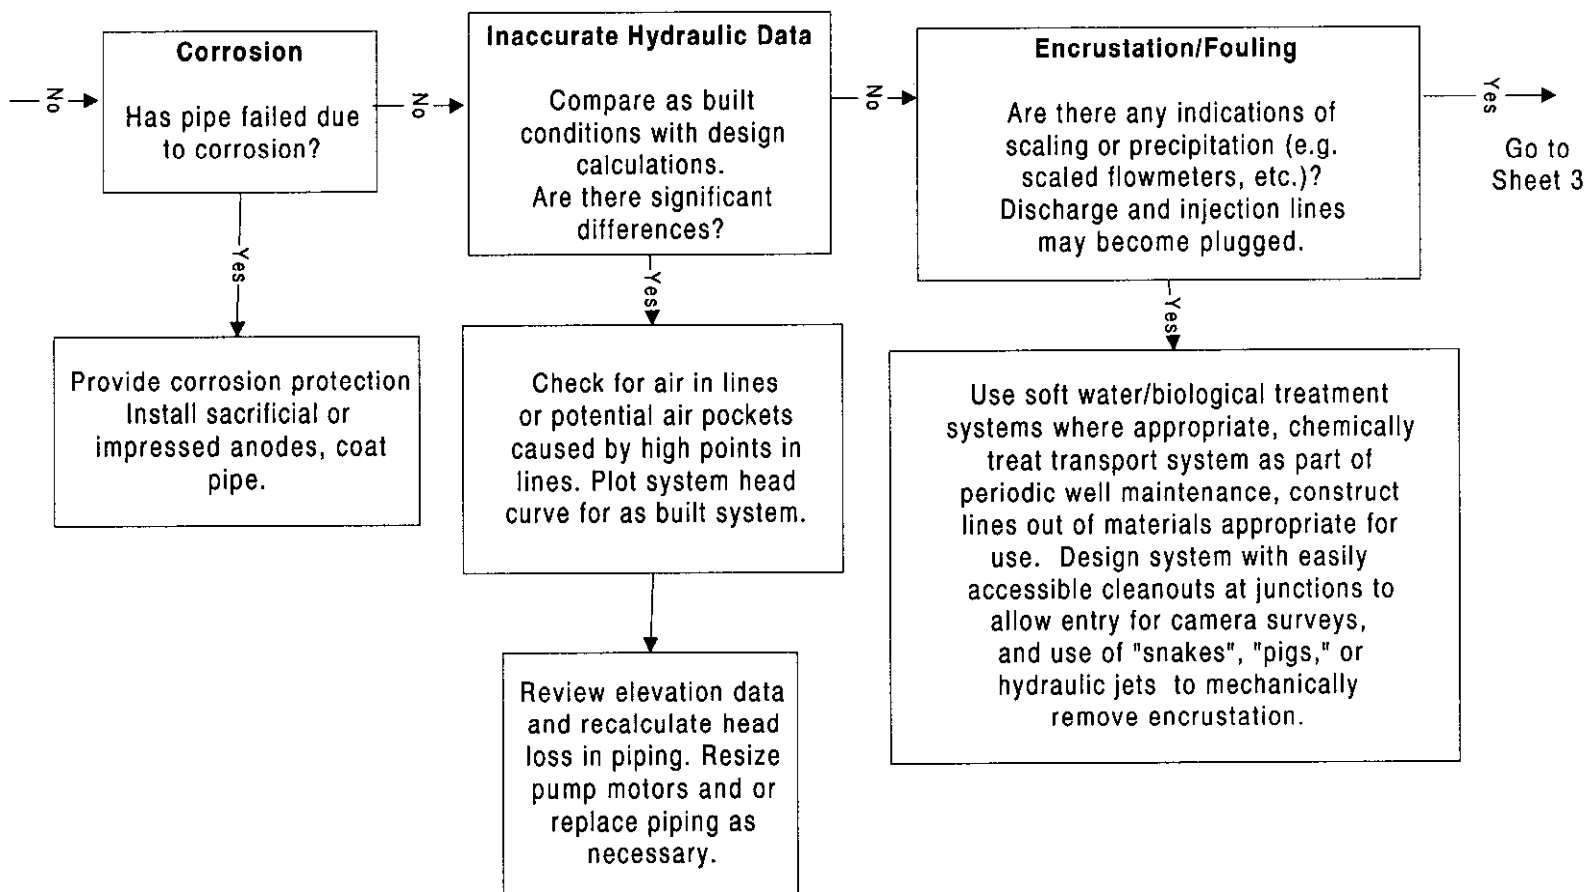 No
Corrosion
Has pipe failed due
to corrosion?
No
Inaccurate Hydraulic Data
Compare as built
conditions with design
calculations.
Are there significant
differences?
No
Encrustation/Fouling
Are there any indications of
scaling or precipitation (e.g.
scaled flowmeters, etc.)?
Discharge and injection lines
may become plugged.
Yes
Go to
Sheet 3
Yes
Provide corrosion protection
Install sacrificial or
impressed anodes, coat
pipe.
Yes
Check for air in lines
or potential air pockets
caused by high points in
lines. Plot system head
curve for as built system.
Review elevation data
and recalculate head
loss in piping. Resize
pump motors and or
replace piping as
necessary.
Yes
Use soft water/biological treatment
systems where appropriate, chemically
treat transport system as part of
periodic well maintenance, construct
lines out of materials appropriate for
use. Design system with easily
accessible cleanouts at junctions to
allow entry for camera surveys,
and use of "snakes", "pigs," or
hydraulic jets to mechanically
remove encrustation.